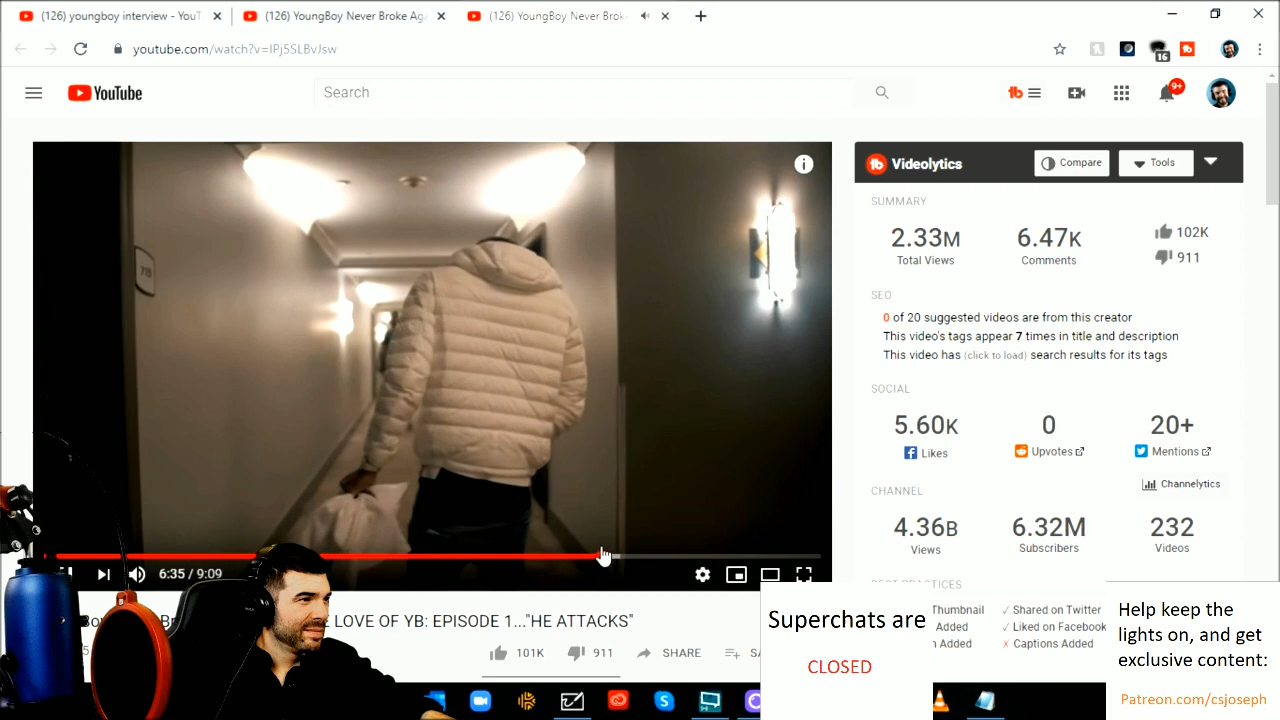 (126) youngboy interview - YouT
(126) YoungBoy Never Broke Aga
(126) YoungBoy Never Broke
youtube.com/watch?v=IPj5SLBvJsw
16
YouTube
Search
9+
Videolytics
Compare
Tools
SUMMARY
2.33M
Total Views
6.47K
Comments
102K
911
SEO
0 of 20 suggested videos are from this creator
This video's tags appear 7 times in title and description
This video has (click to load) search results for its tags
SOCIAL
5.60K
Likes
0
Upvotes
20+
Mentions
Channelytics
CHANNEL
4.36B
Views
6.32M
Subscribers
232
Videos
6:35 / 9:09
LOVE OF YB: EPISODE 1..."HE ATTACKS"
101K
911
SHARE
Thumbnail
Added
Added
Shared on Twitter
Liked on Facebook
Captions Added
Superchats are
CLOSED
Help keep the
lights on, and get
exclusive content:
Patreon.com/csjoseph